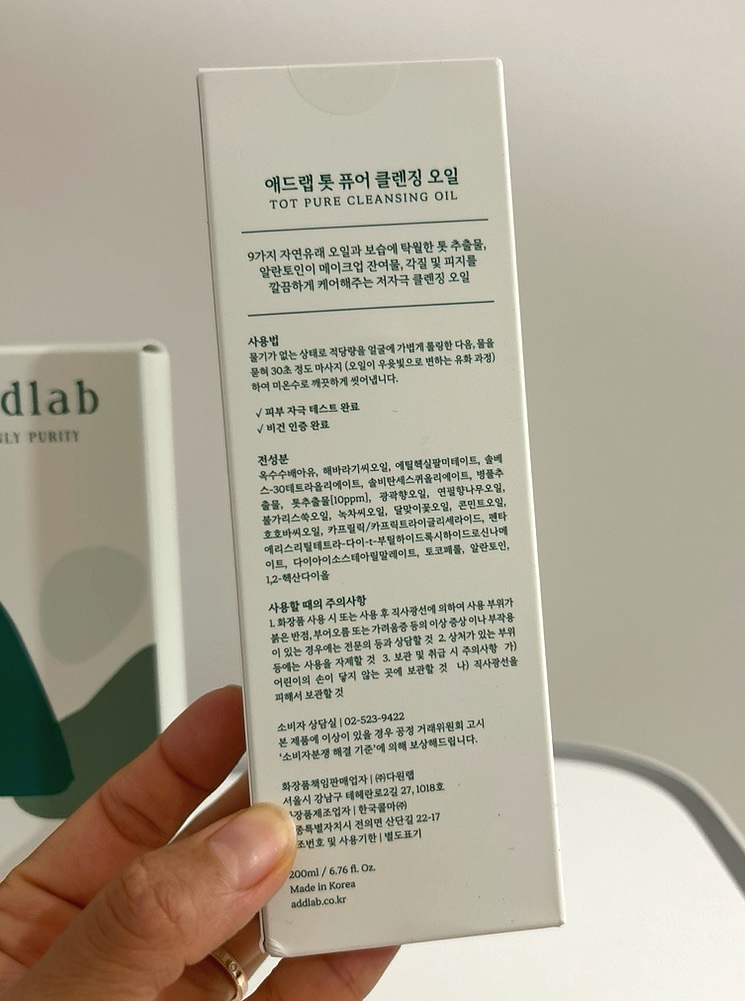 애드랩 톳 퓨어 클렌징 오일
TOT PURE CLEANSING OIL
9가지 자연유래 오일과 보습에 탁월한 톳 추출물,
알란토인이 메이크업 잔여물, 각질 및 피지를
깔끔하게 케어해주는 저자극 클렌징 오일
사용법
물기가 없는 상태로 적당량을 얼굴에 가볍게 롤링한 다음, 물을
묻혀 30초 정도 마사지 (오일이 우윳빛으로 변하는 유화 과정)
하여 미온수로 깨끗하게 씻어냅니다.
√ 피부 자극 테스트 완료
√ 비건 인증 완료
전성분
옥수수배아유, 해바라기씨오일, 에틸헥실팔미테이트, 솔베
스-30테트라올리에이트, 솔비탄세스퀴올리에이트, 병풀추
출물, 톳추출물[10ppm], 광곽향오일, 연필향나무오일,
불가리스쑥오일, 녹차씨오일, 달맞이꽃오일, 콘민트오일,
호호바씨오일, 카프릴릭/카프릭트라이글리세라이드, 펜타
에리스리틸테트라-다이-t-부틸하이드록시하이드로신나메
이트, 다이아이소스테아릴말레이트, 토코페롤, 알란토인,
1,2-헥산다이올
사용할 때의 주의사항
1. 화장품 사용 시 또는 사용 후 직사광선에 의하여 사용 부위가
붉은 반점, 부어오름 또는 가려움증 등의 이상 증상이나 부작용
이 있는 경우에는 전문의 등과 상담할 것 2. 상처가 있는 부위
등에는 사용을 자제할 것 3. 보관 및 취급 시 주의사항 가)
어린이의 손이 닿지 않는 곳에 보관할 것 나) 직사광선을
피해서 보관할 것
소비자 상담실 | 02-523-9422
본 제품에 이상이 있을 경우 공정 거래위원회 고시
'소비자분쟁 해결 기준'에 의해 보상해드립니다.
화장품책임판매업자 | ㈜다원랩
서울시 강남구 테헤란로2길 27, 1018호
장품제조업자 | 한국콜마㈜
종특별자치시 전의면 산단길 22-17
조번호 및 사용기한 | 별도표기
200ml / 6.76 fl. Oz.
Made in Korea
addlab.co.kr
dlab
NLY PURITY